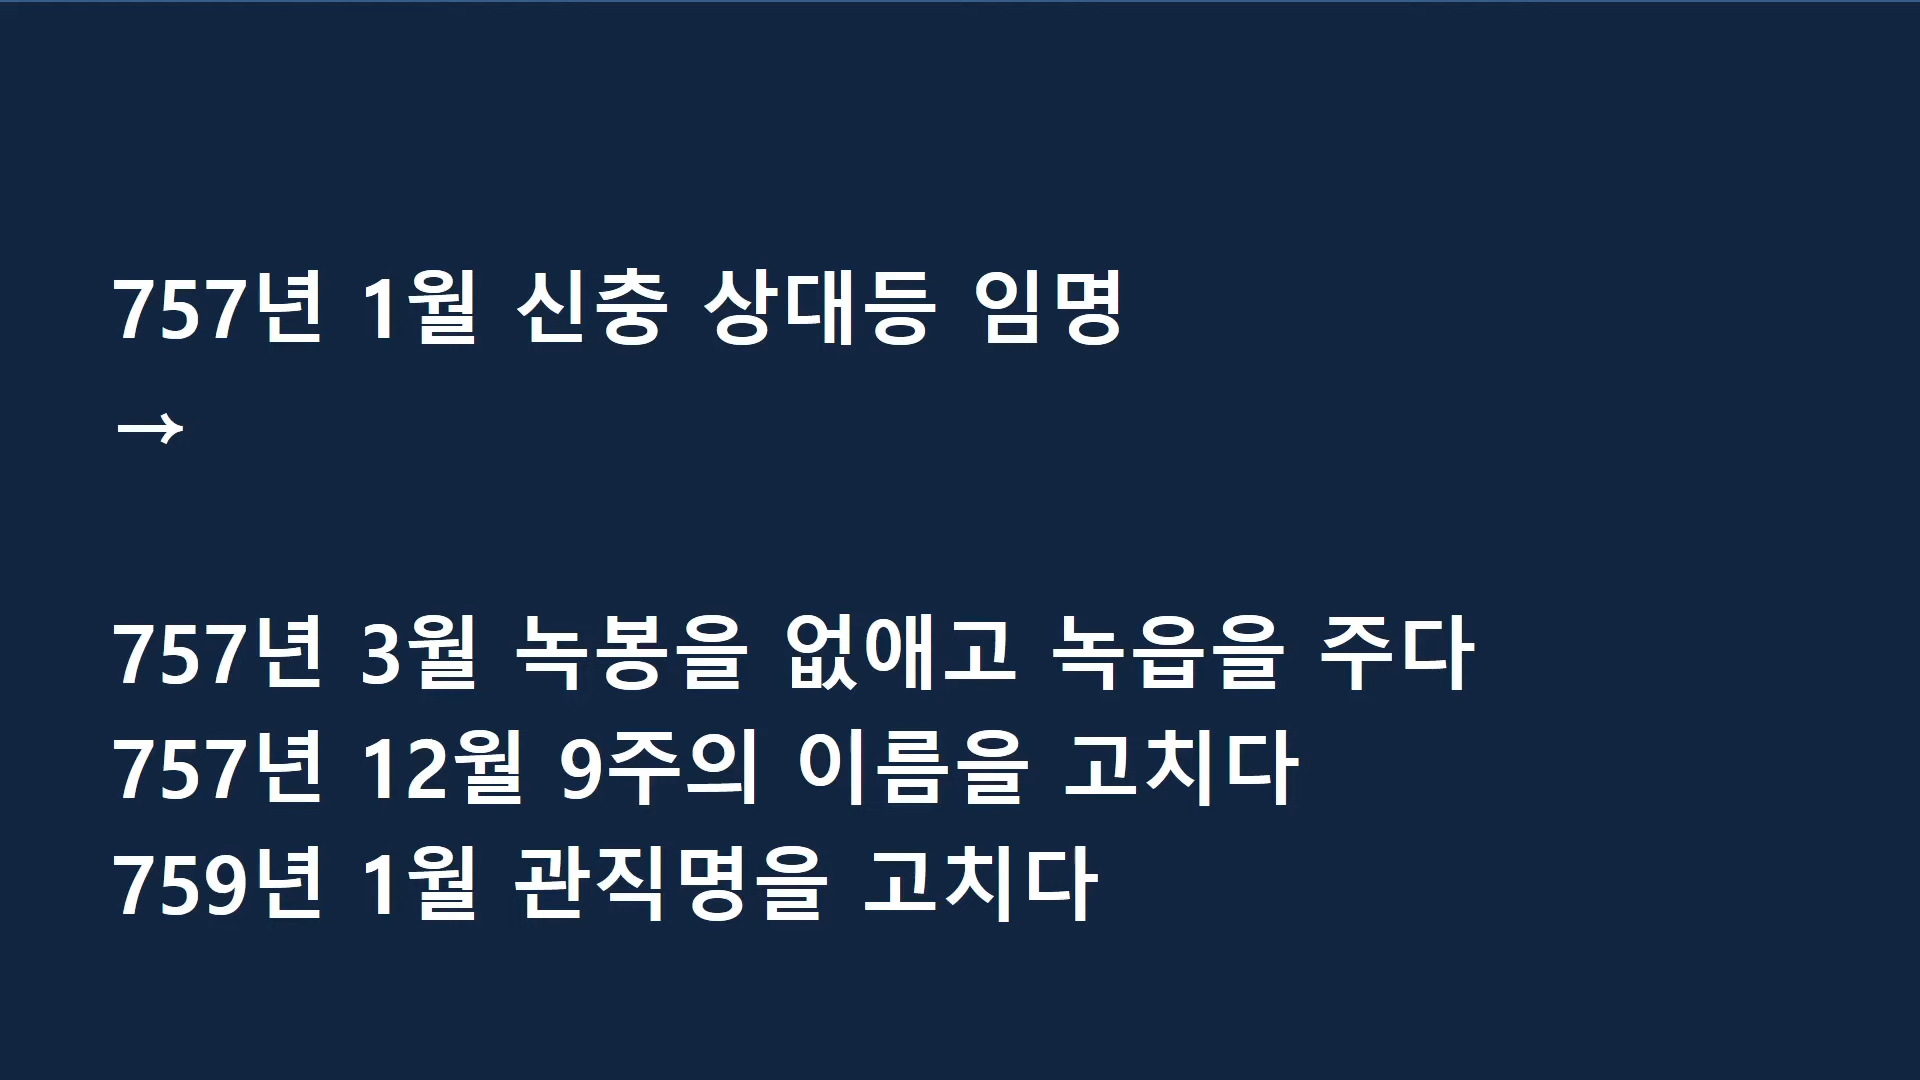 757년 1월 신충 상대등 임명
→
757년 3월 녹봉을 없애고 녹읍을 주다
757년 12월 9주의 이름을 고치다
759년 1월 관직명을 고치다